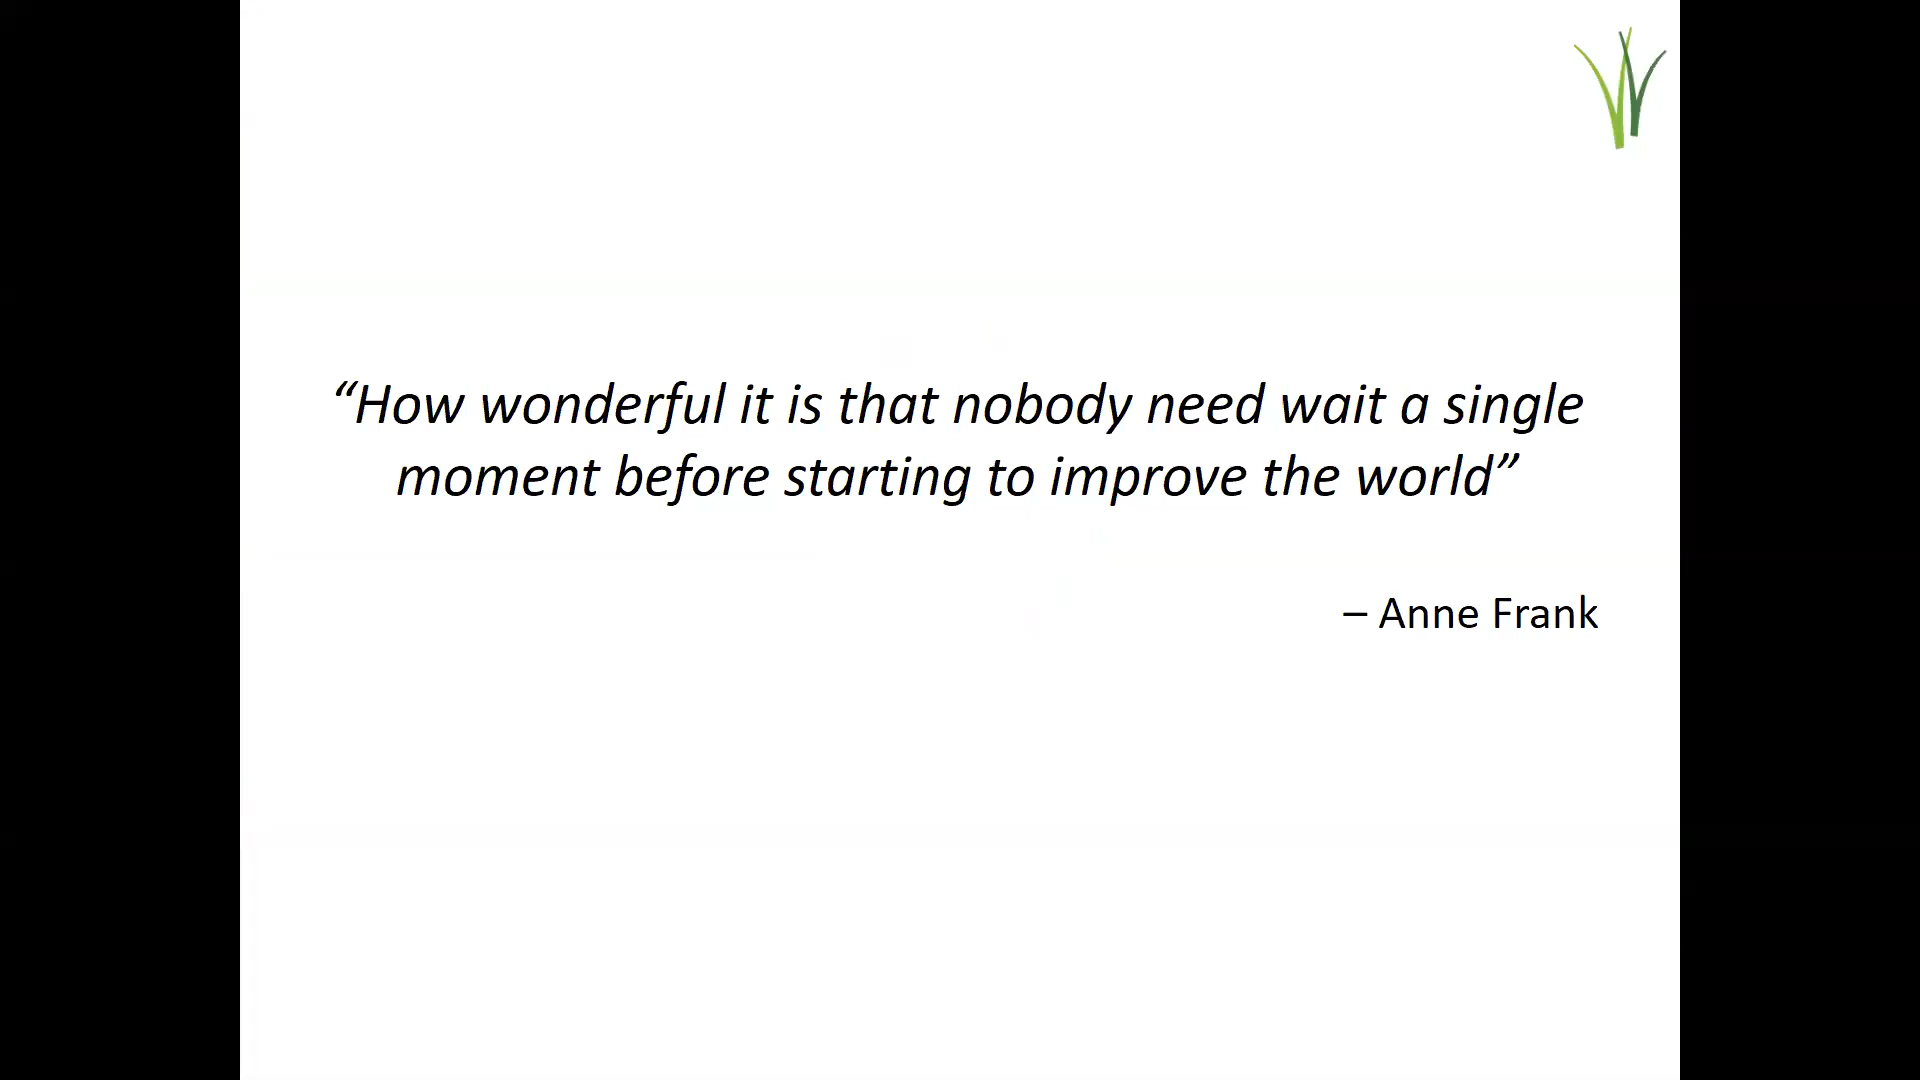 “How wonderful it is that nobody need wait a single
moment before starting to improve the world”
– Anne Frank